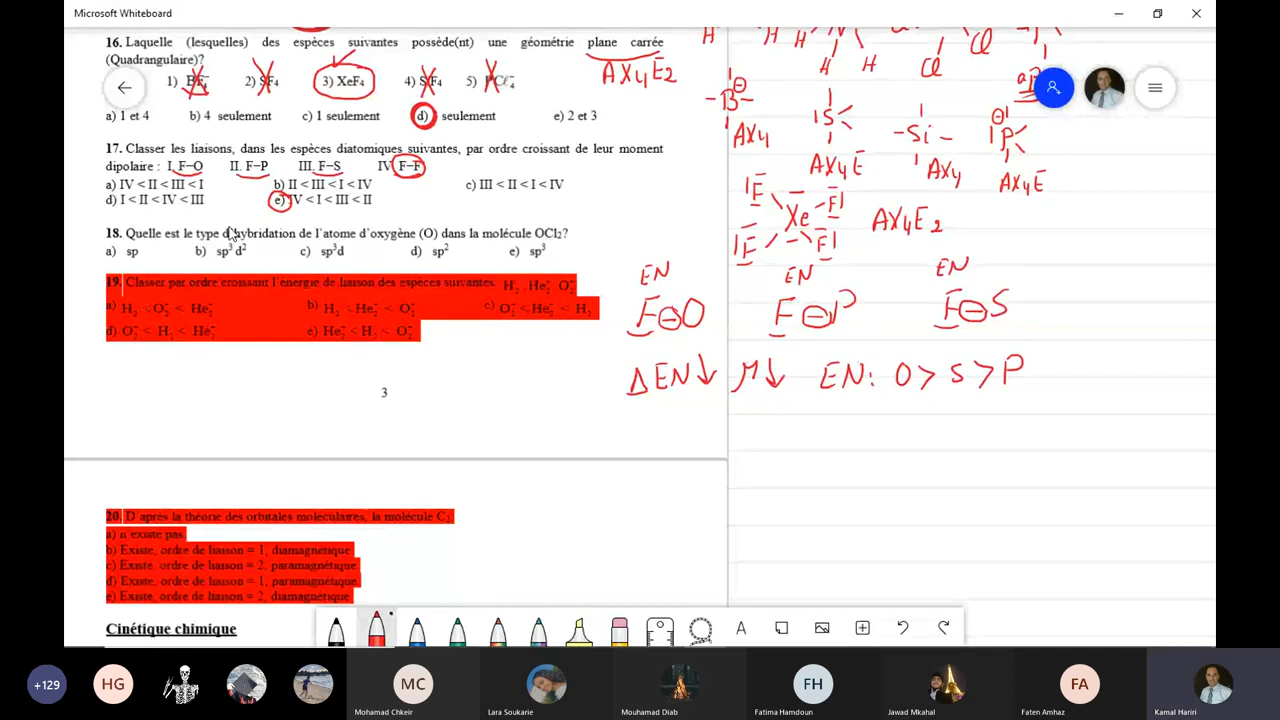 Microsoft Whiteboard
16. Laquelle (lesquelles) des espèces suivantes possède(nt) une géométrie plane carrée
(Quadrangulaire)?
AX4E2
1) BF4- 2) SF4 3) XeF4 4) SiF4 5) PCl4-
a) 1 et 4 b) 4 seulement c) 1 seulement d) seulement e) 2 et 3
17. Classer les liaisons, dans les espèces diatomiques suivantes, par ordre croissant de leur moment
dipolaire : I. F−O II. F−P III. F−S IV F−F
a) IV < II < III < I b) II < III < I < IV c) III < II < I < IV
d) I < II < IV < III e) IV < I < III < II
18. Quelle est le type d'hybridation de l'atome d'oxygène (O) dans la molécule OCl2?
a) sp b) sp3 d2 c) sp3d d) sp2 e) sp3
19. Classer par ordre croissant l'énergie de liaison des espèces suivantes. H2-, He2-, O2-
a) H2- < O2- < He2- b) H2- < He2- < O2- c) O2- < He2- < H2-
d) O2- < H2- < He2- e) He2- < H2- < O2-
3
20. D'après la théorie des orbitales moleculaires, la molécule C2
a) n'existe pas.
b) Existe, ordre de liaison = 1, diamagnétique.
c) Existe, ordre de liaison = 2, paramagnétique.
d) Existe, ordre de liaison = 1, paramagnétique.
e) Existe, ordre de liaison = 2, diamagnétique.
Cinétique chimique
H H H H Cl Cl
B S Si P
AX4 AX4E AX4 AX4E
F F Xe F F AX4E2
EN EN EN
F O F P F S
ΔEN↓ μ↓ EN: O > S > P
+129 HG MC FH FA
Mohamad Chkeir Lara Soukarie Mouhamad Diab Fatima Hamdoun Jawad Mkahal Faten Amhaz Kamal Hariri